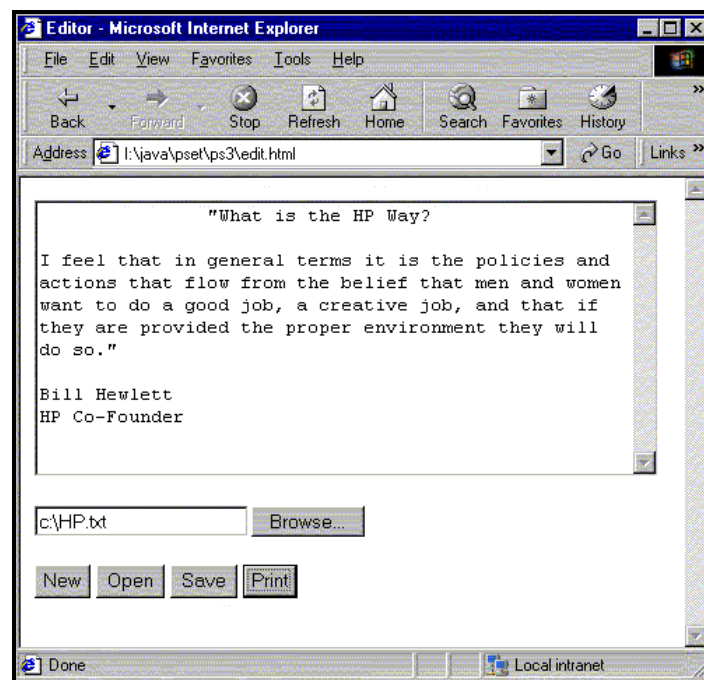 Editor - Microsoft Internet Explorer
File Edit View Favorites Tools Help
Back Forward Stop Refresh Home Search Favorites History »
Address I:\java\pset\ps3\edit.html Go Links »
"What is the HP Way?
I feel that in general terms it is the policies and
actions that flow from the belief that men and women
want to do a good job, a creative job, and that if
they are provided the proper environment they will
do so."
Bill Hewlett
HP Co-Founder
c:\HP.txt Browse...
New Open Save Print
Done Local intranet